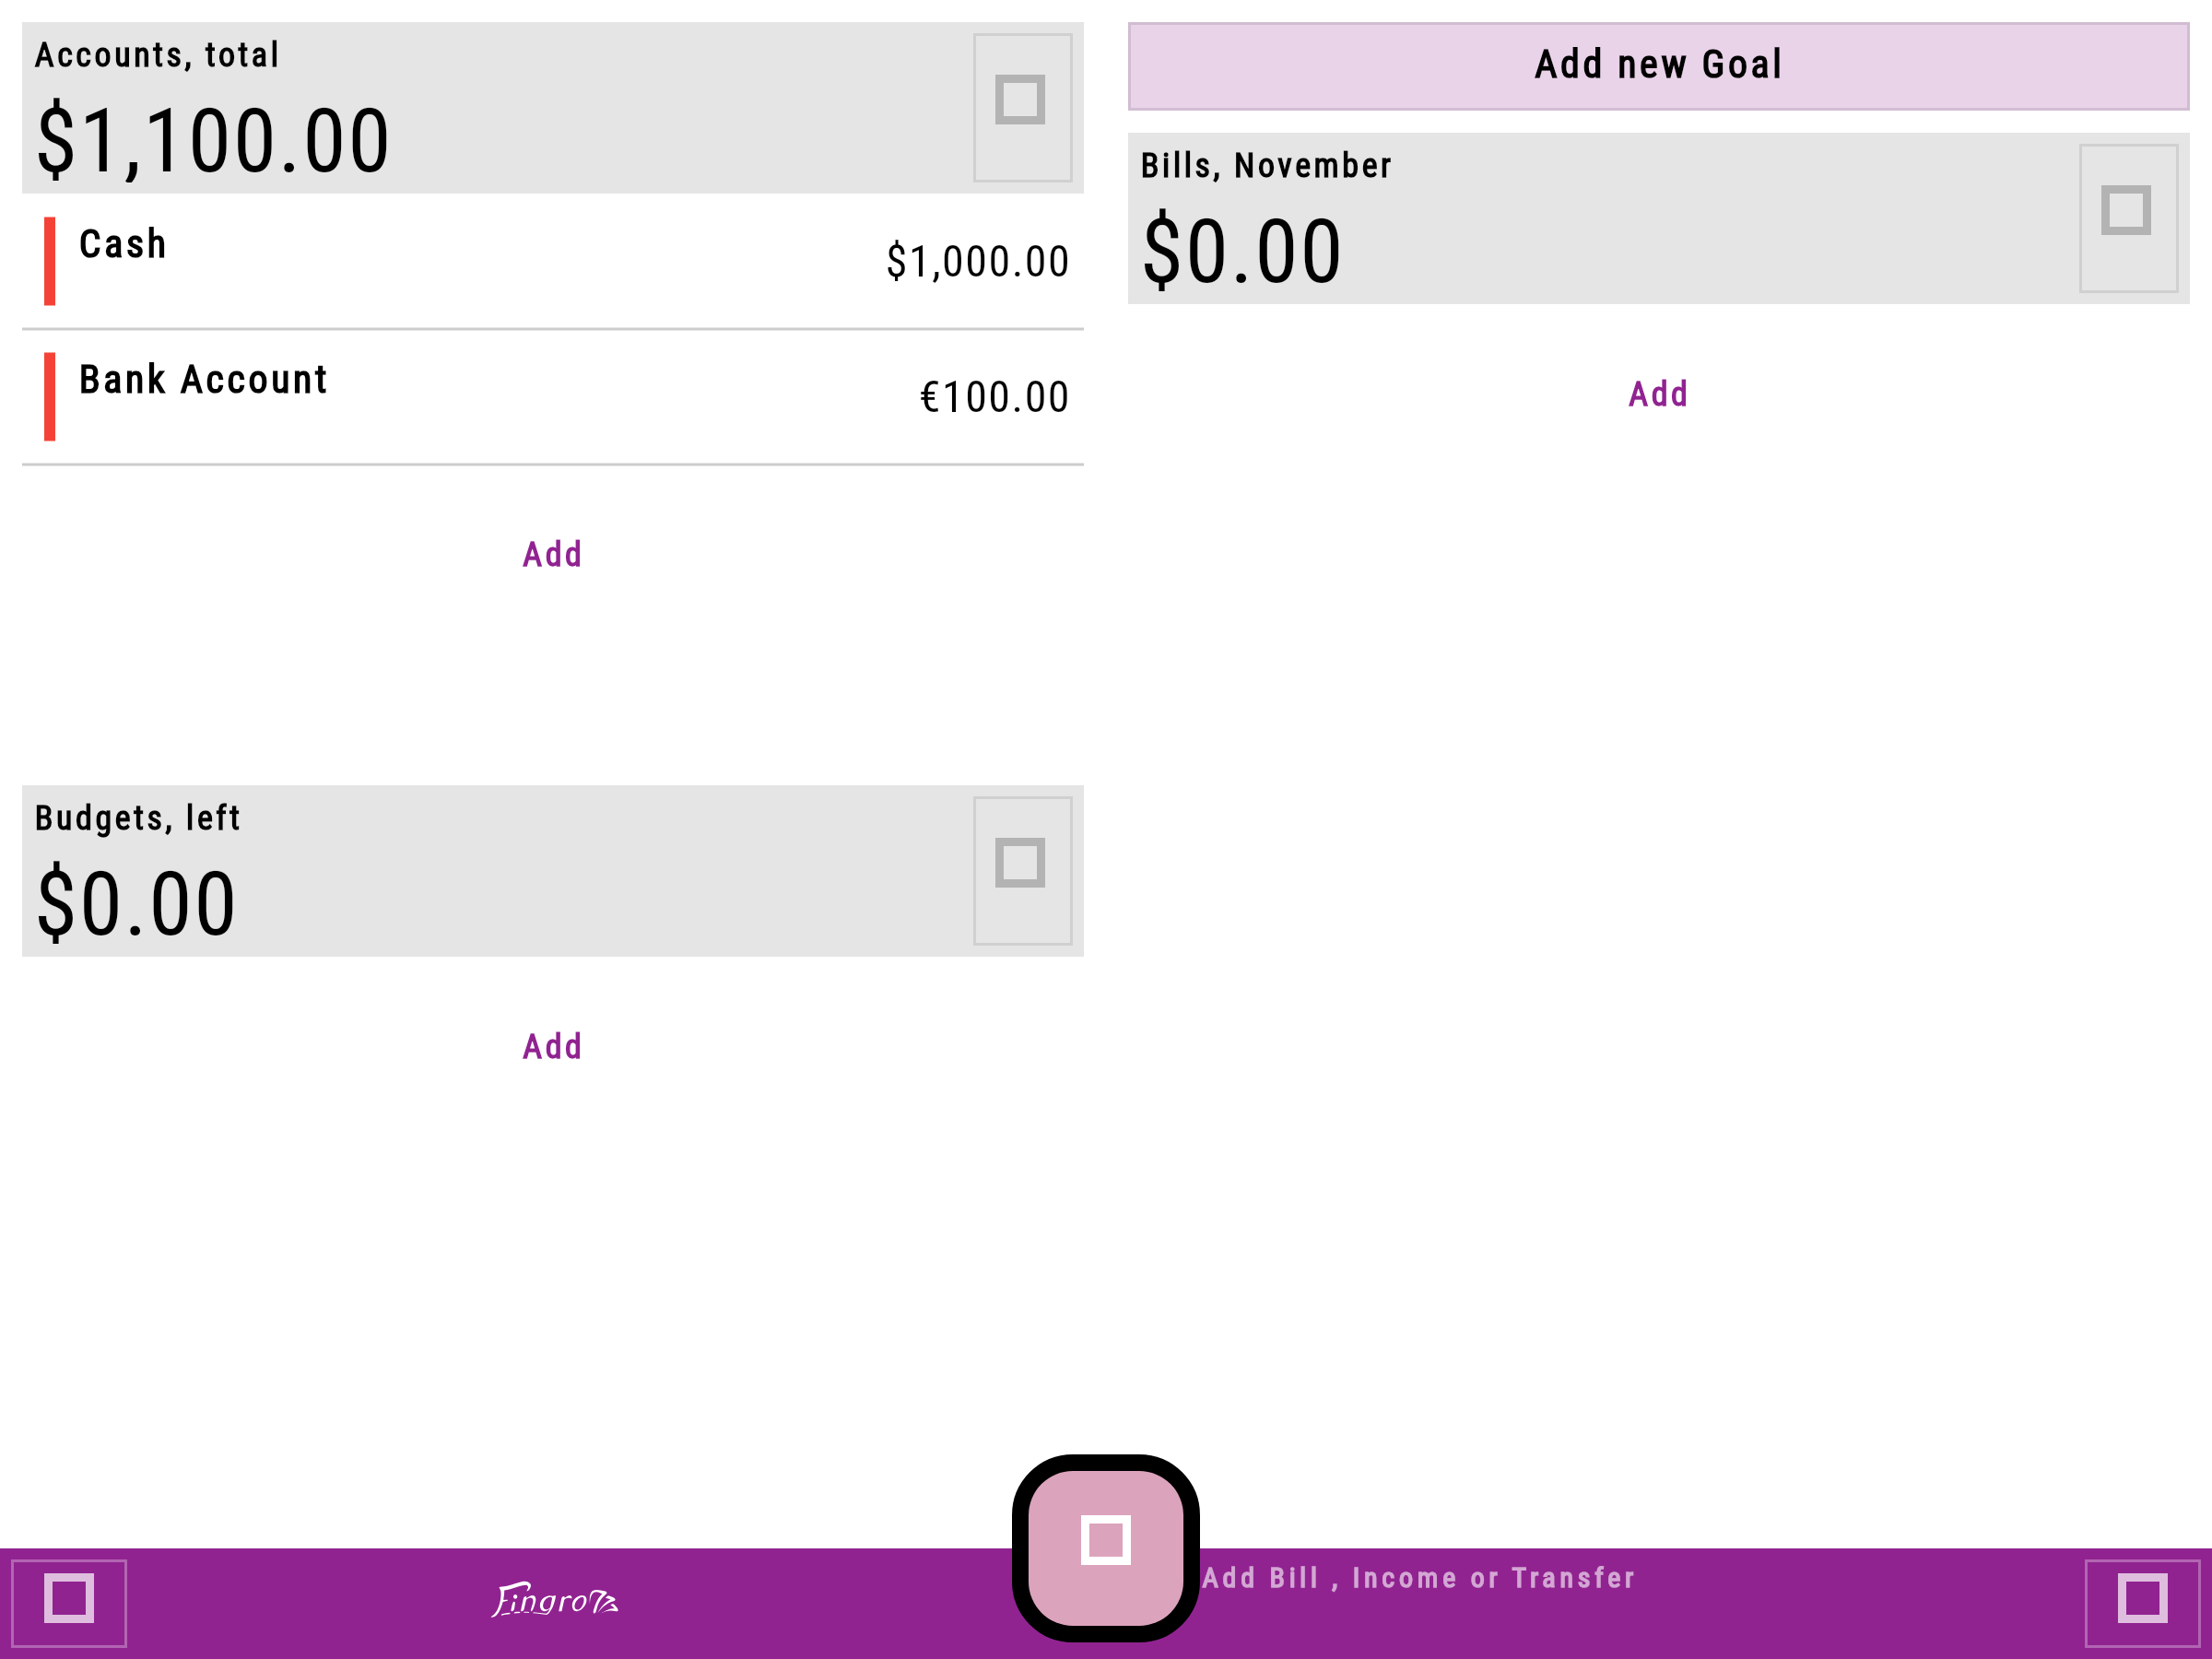 Accounts, total
$1,100.00
Cash
$1,000.00
Bank Account
€100.00
Add
Budgets, left
$0.00
Add
Add new Goal
Bills, November
$0.00
Add
Add Bill , Income or Transfer